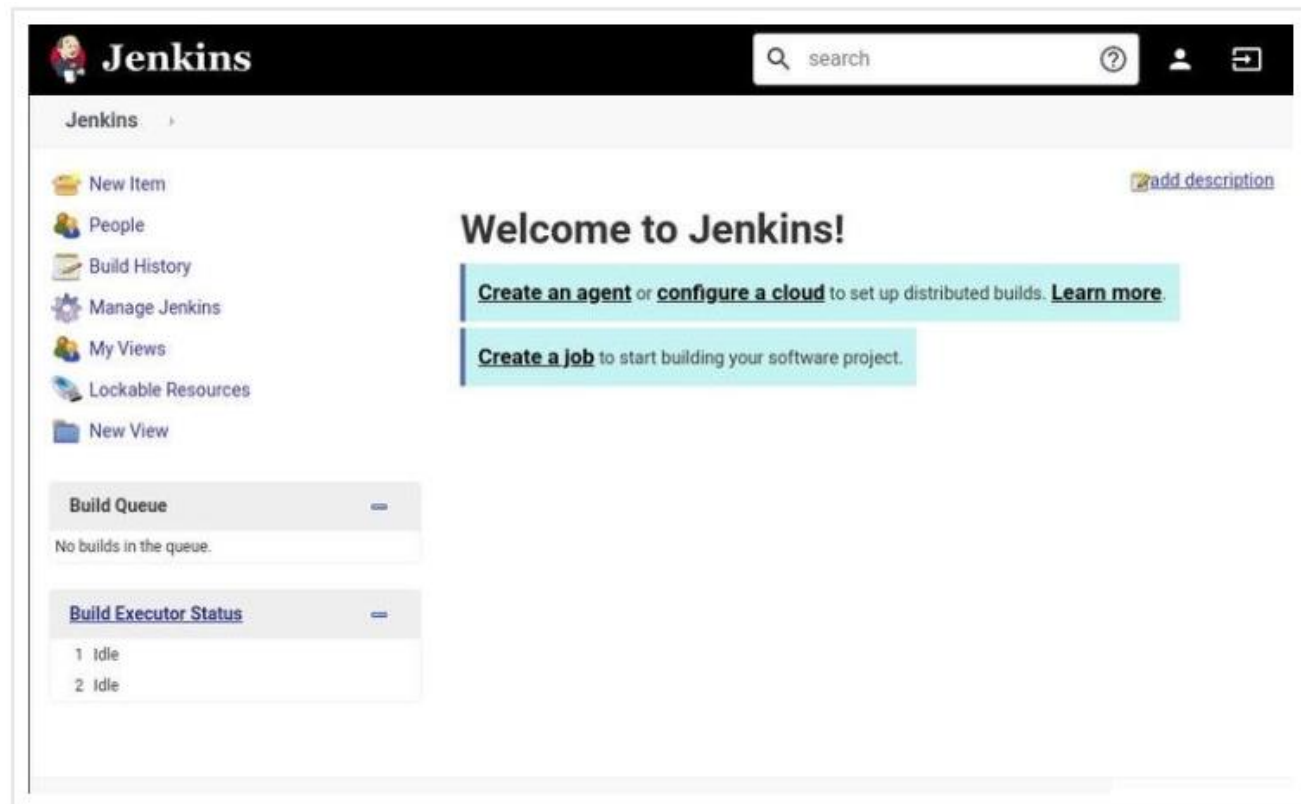 Jenkins
search
Jenkins
New Item
People
Build History
Manage Jenkins
My Views
Lockable Resources
New View
Build Queue
No builds in the queue.
Build Executor Status
1 Idle
2 Idle
add description
Welcome to Jenkins!
Create an agent or configure a cloud to set up distributed builds. Learn more.
Create a job to start building your software project.